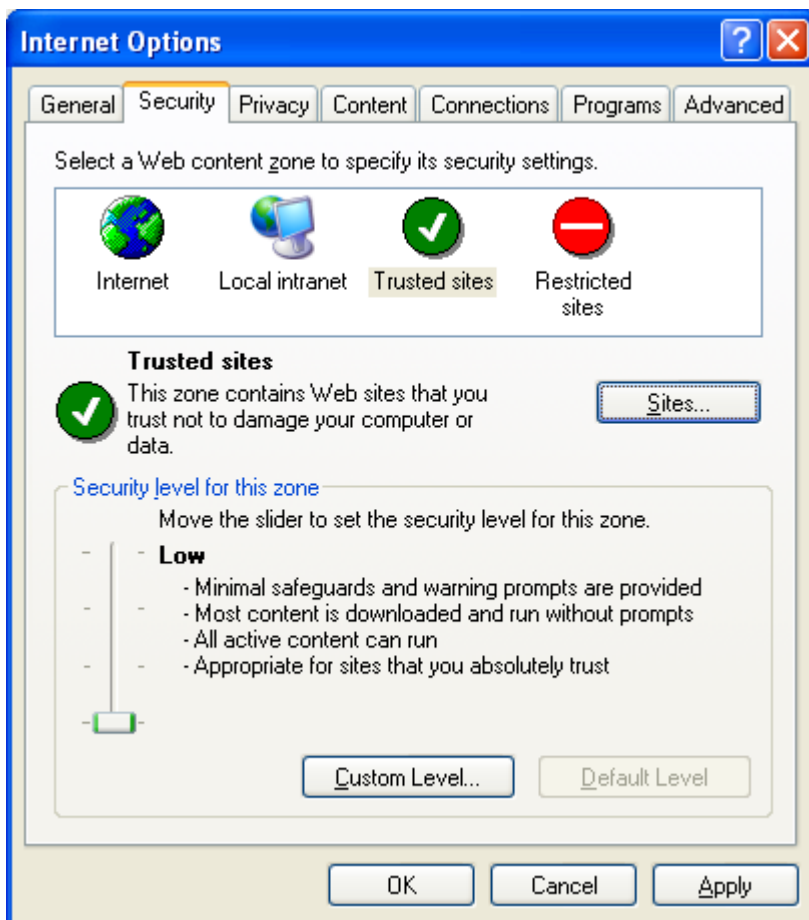 Internet Options
General Security Privacy Content Connections Programs Advanced
Select a Web content zone to specify its security settings.
Internet Local intranet Trusted sites Restricted
sites
Trusted sites
This zone contains Web sites that you
trust not to damage your computer or
data.
Sites...
Security level for this zone
Move the slider to set the security level for this zone.
Low
- Minimal safeguards and warning prompts are provided
- Most content is downloaded and run without prompts
- All active content can run
- Appropriate for sites that you absolutely trust
Custom Level... Default Level
OK Cancel Apply